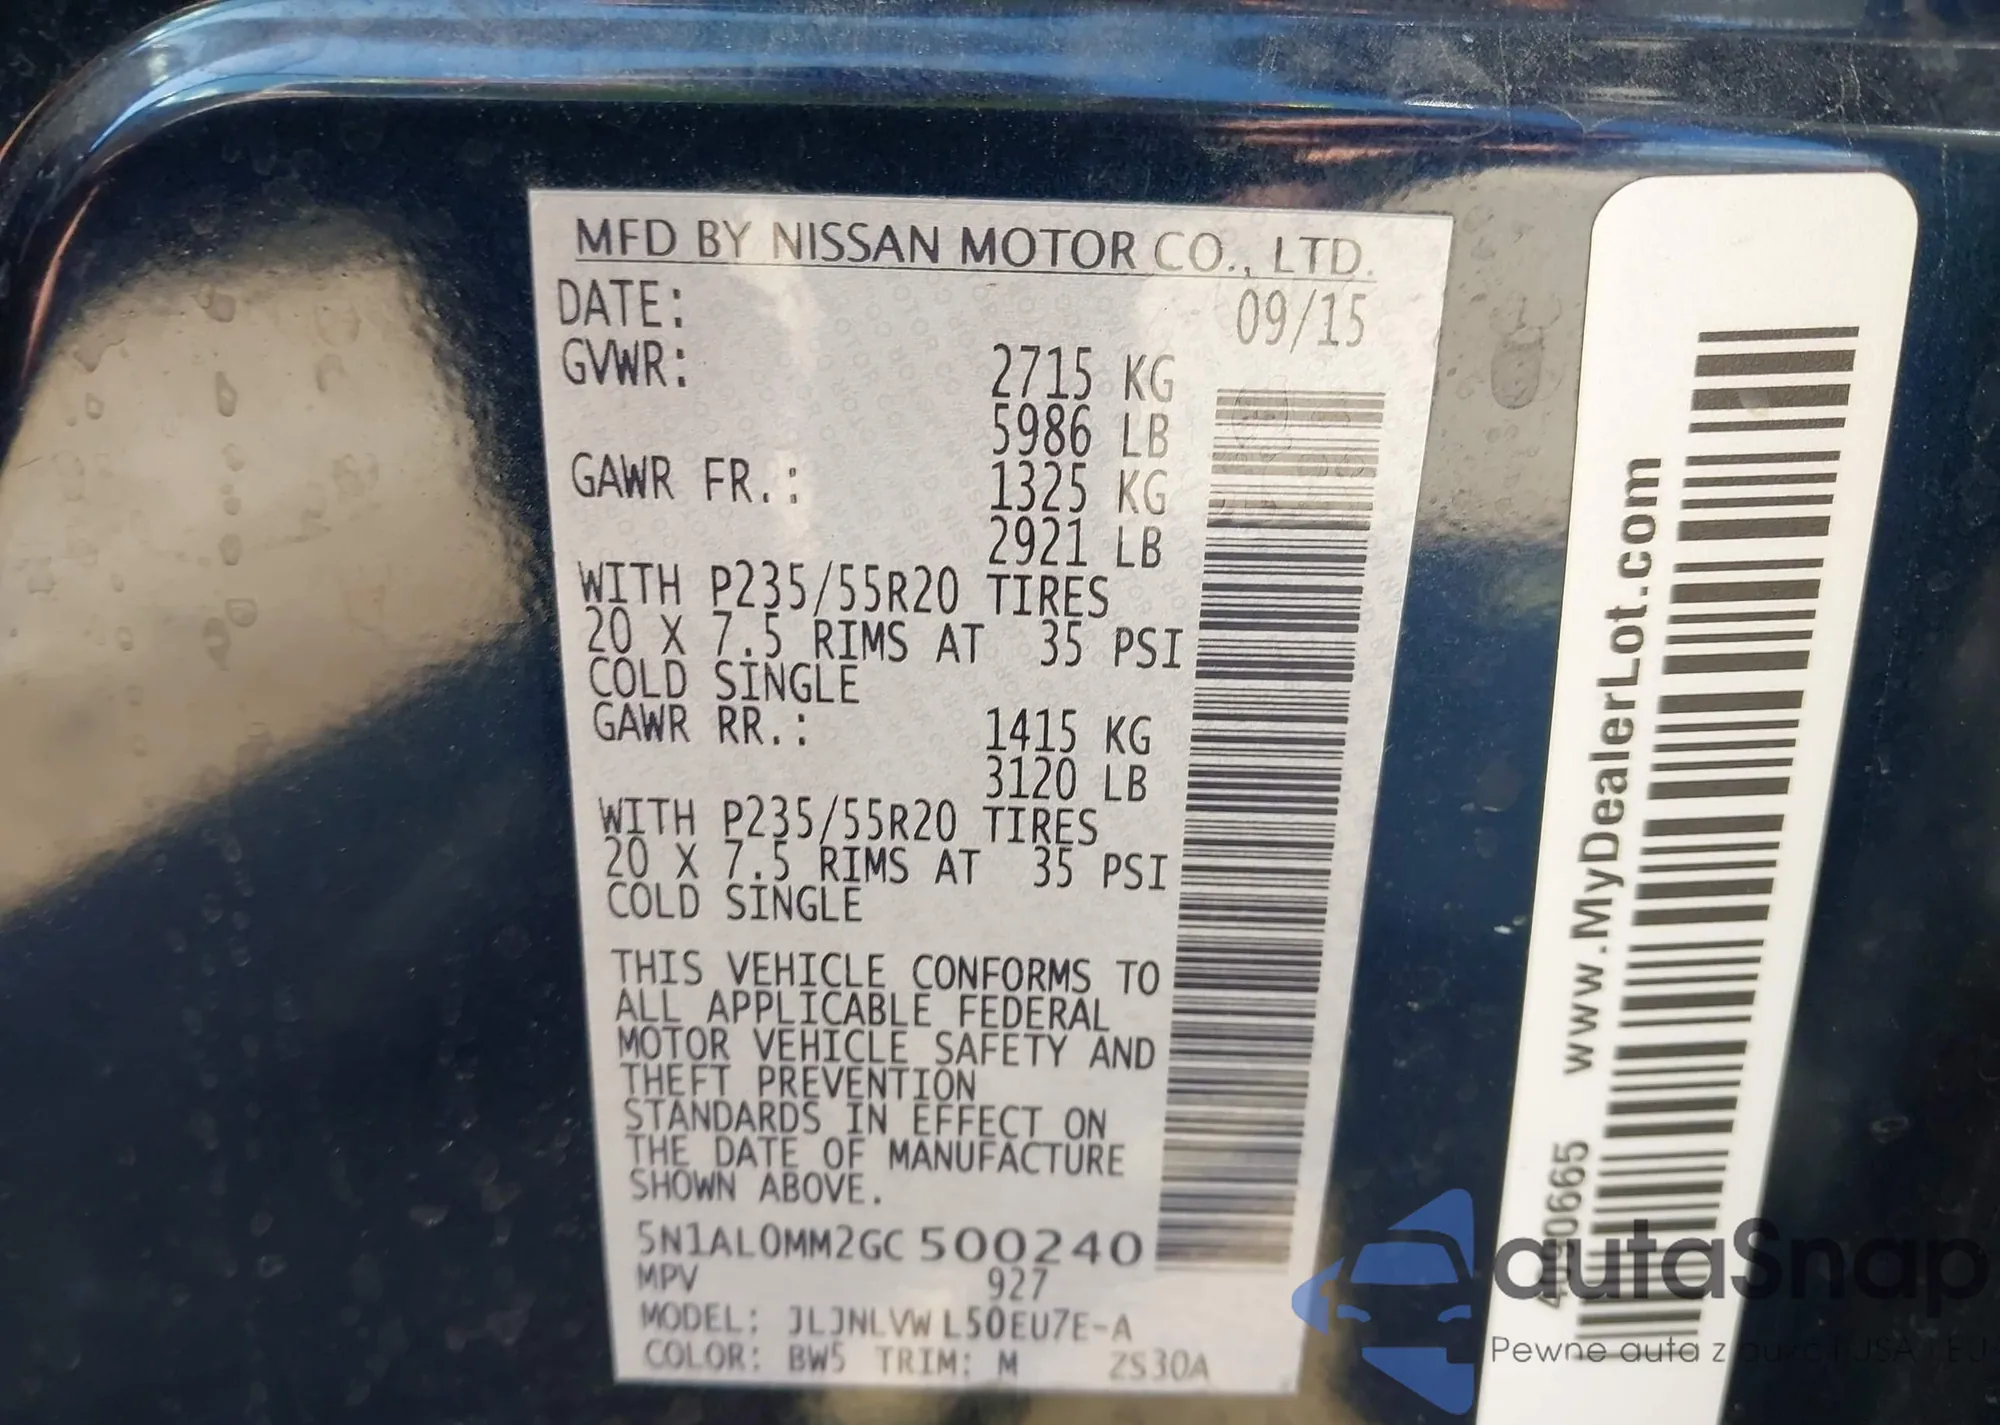 MFD BY NISSAN MOTOR CO., LTD.
DATE: 09/15
GVWR: 2715 KG
5986 LB
GAWR FR.: 1325 KG
2921 LB
WITH P235/55R20 TIRES
20 X 7.5 RIMS AT 35 PSI
COLD SINGLE
GAWR RR.: 1415 KG
3120 LB
WITH P235/55R20 TIRES
20 X 7.5 RIMS AT 35 PSI
COLD SINGLE
THIS VEHICLE CONFORMS TO
ALL APPLICABLE FEDERAL
MOTOR VEHICLE SAFETY AND
THEFT PREVENTION
STANDARDS IN EFFECT ON
THE DATE OF MANUFACTURE
SHOWN ABOVE.
5N1AL0MM2GC500240
MPV 927
MODEL: JLJNLVWL50EU7E-A
COLOR: BW5 TRIM: M ZS30A
www.MyDealerLot.com
autaSnap
Pewne auta z